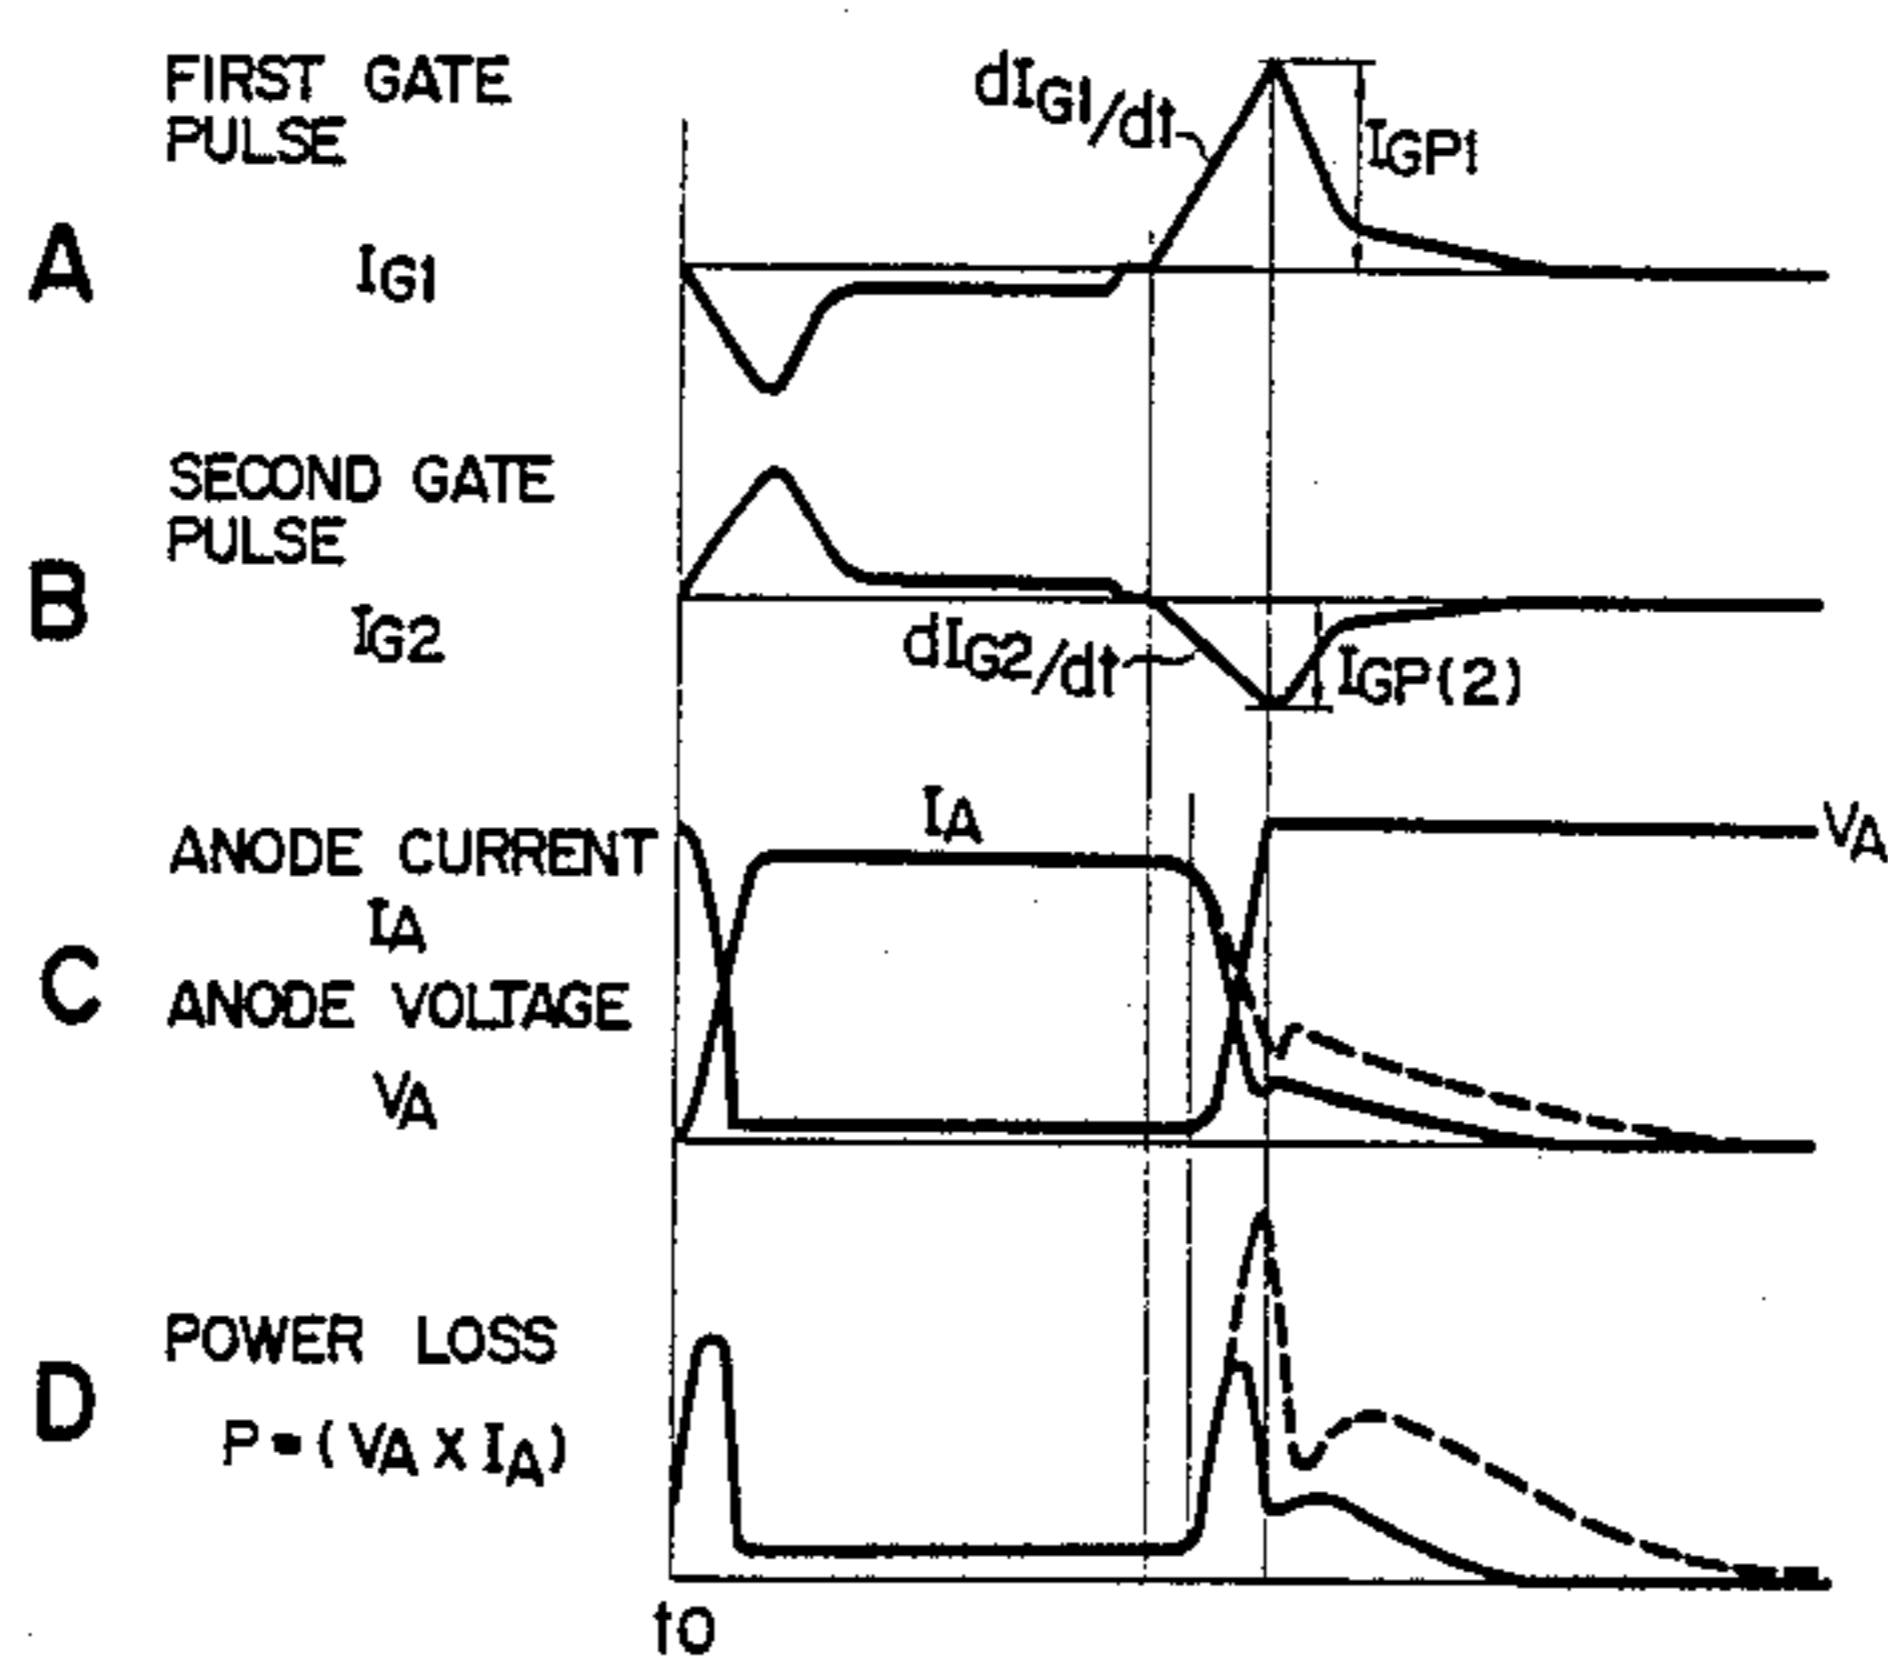 FIRST GATE
PULSE
dIG1/dt
IGP1
A
IG1
SECOND GATE
PULSE
B
IG2
dIG2/dt
IGP(2)
IA
VA
ANODE CURRENT
IA
C
ANODE VOLTAGE
VA
POWER LOSS
D
P=(VA X IA)
to